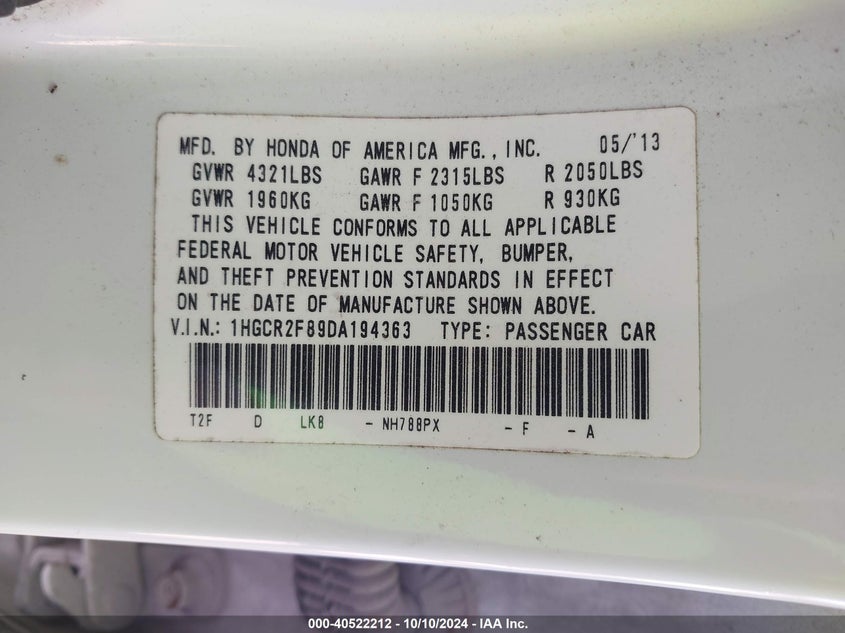 MFD. BY HONDA OF AMERICA MFG., INC. 05/'13
GVWR 4321LBS GAWR F 2315LBS R 2050LBS
GVWR 1960KG GAWR F 1050KG R 930KG
THIS VEHICLE CONFORMS TO ALL APPLICABLE
FEDERAL MOTOR VEHICLE SAFETY, BUMPER,
AND THEFT PREVENTION STANDARDS IN EFFECT
ON THE DATE OF MANUFACTURE SHOWN ABOVE.
V.I.N.: 1HGCR2F89DA194363 TYPE: PASSENGER CAR
T2F D LK8 - NH788PX - F - A
000-40522212 - 10/10/2024 - IAA Inc.